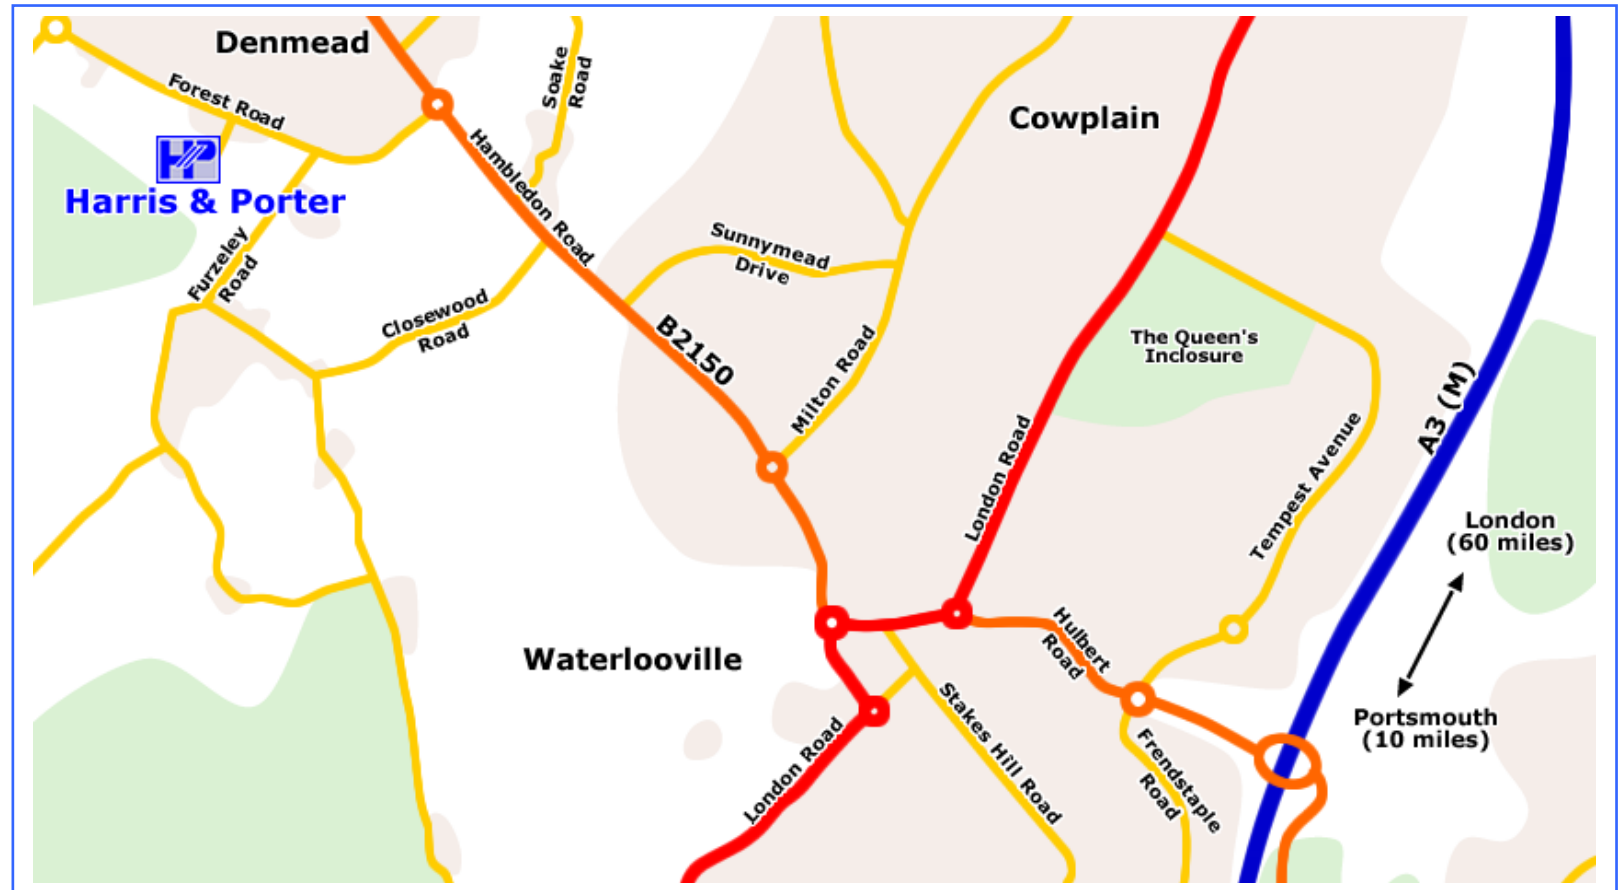 Denmead
Soake
Road
Forest Road
Cowplain
HP
Harris & Porter
Hambledon Road
Sunnymead
Drive
Furzeley
Road
Closewood
Road
B2150
Milton Road
The Queen's
Inclosure
A3 (M)
London Road
Tempest Avenue
London
(60 miles)
Hulbert
Road
Waterlooville
Stakes Hill Road
Portsmouth
(10 miles)
London Road
Frendstaple
Road